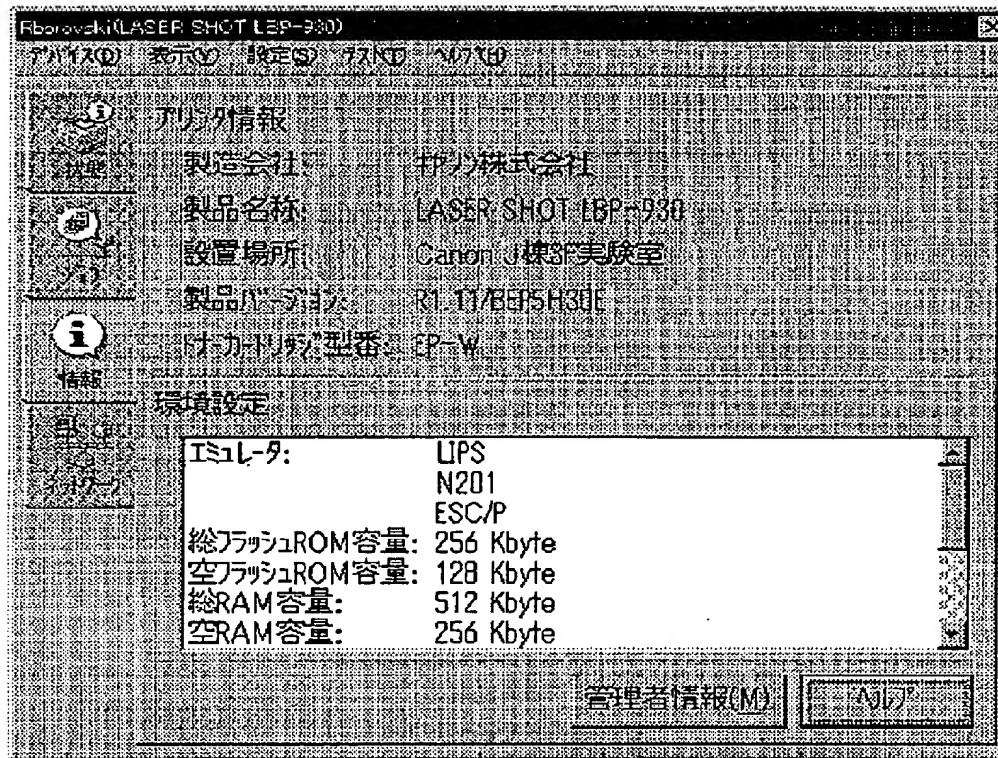 Rborovski(LASER SHOT LBP-930)
デバイス(D) 表示(V) 設定(S) テスト(T) ヘルプ(H)
プリンタ情報
状態
製造会社: キヤノン株式会社
製品名称: LASER SHOT LBP-930
設置場所: Canon J棟3F実験室
製品バージョン:
トナーカートリッジ型番: EP-W
情報
環境設定
エミュレータ: LIPS
N201
ESC/P
ネットワーク
総フラッシュROM容量: 256 Kbyte
空フラッシュROM容量: 128 Kbyte
総RAM容量: 512 Kbyte
空RAM容量: 256 Kbyte
管理者情報(M) ヘルプ